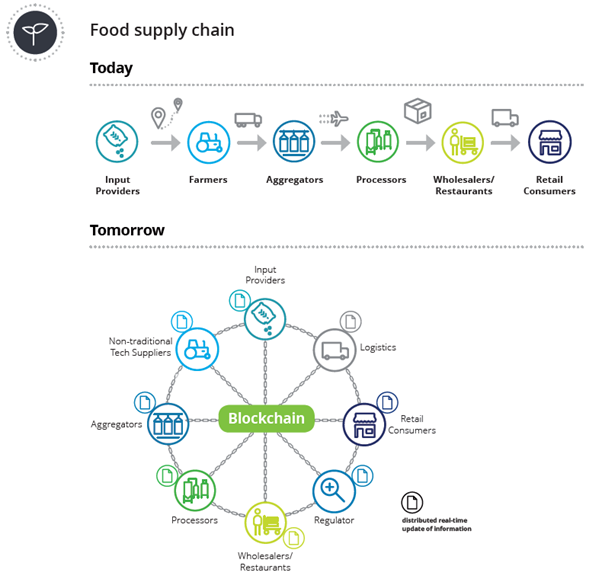 Food supply chain
Today
Input
Providers
Farmers
Aggregators
Processors
Wholesalers/
Restaurants
Retail
Consumers
Tomorrow
Input
Providers
Non-traditional
Tech Suppliers
Logistics
Aggregators
Blockchain
Retail
Consumers
Processors
Regulator
Wholesalers/
Restaurants
distributed real-time
update of information